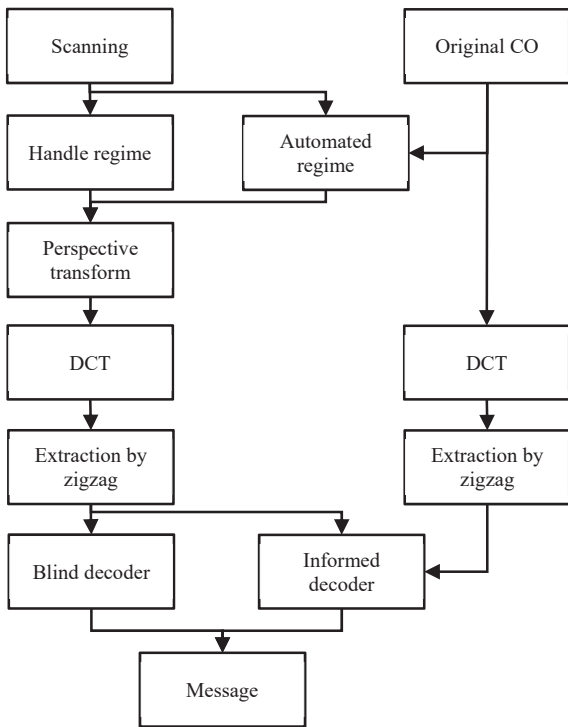 Scanning
Original CO
Handle regime
Automated
regime
Perspective
transform
DCT
DCT
Extraction by
zigzag
Extraction by
zigzag
Blind decoder
Informed
decoder
Message